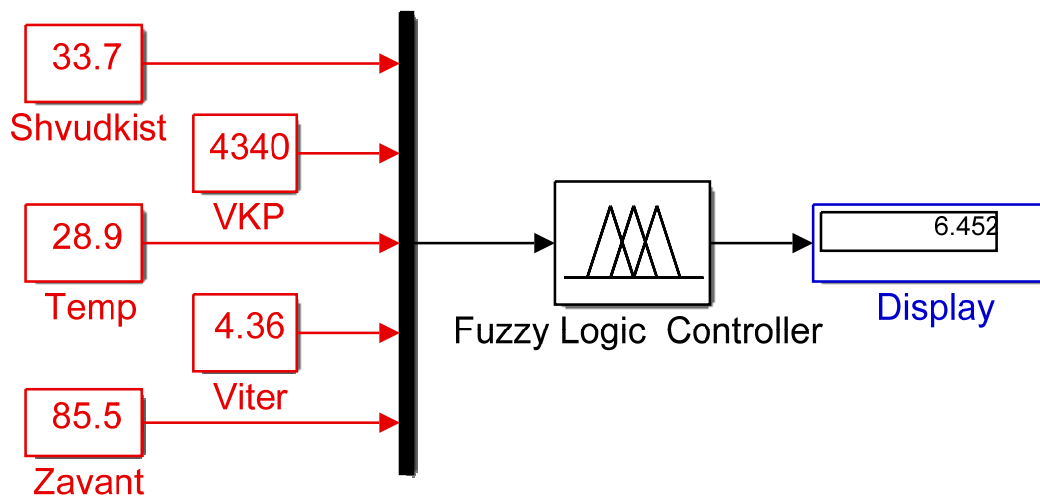 33.7
Shvudkist
4340
VKP
28.9
Temp
4.36
Viter
85.5
Zavant
Fuzzy Logic Controller
6.452
Display